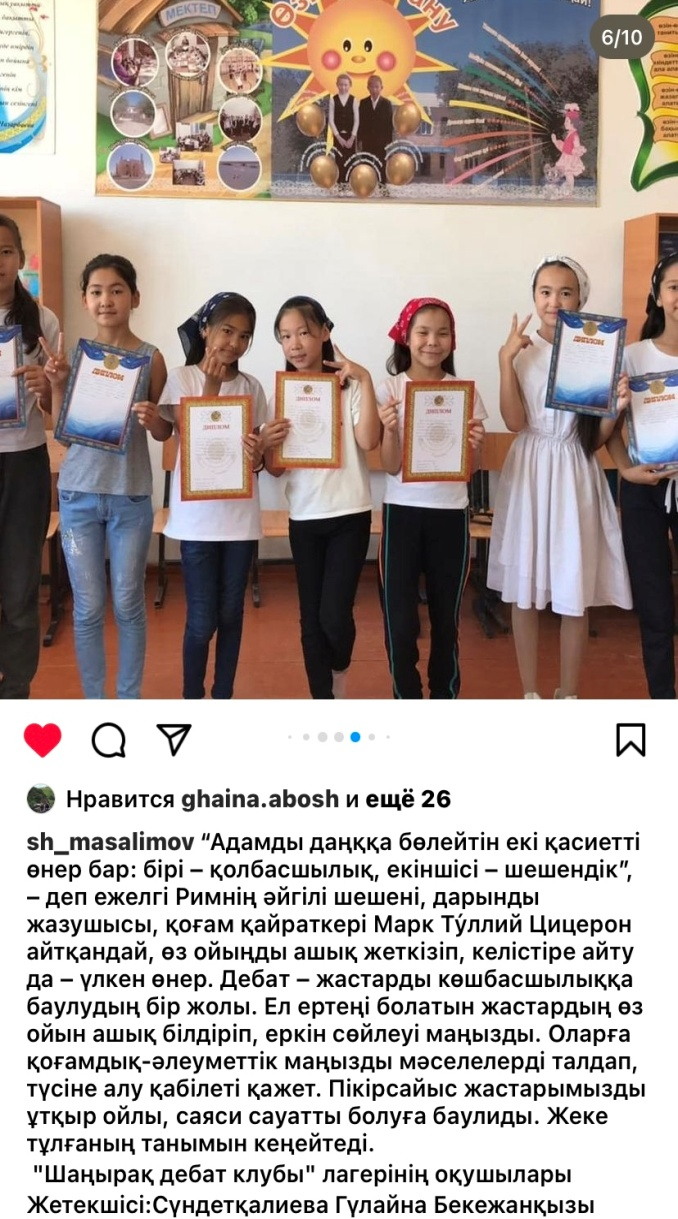 6/10
МЕКТЕП
ДИПЛОМ
ДИПЛОМ
ДИПЛОМ
ДИПЛОМ
ДИПЛОМ
ДИПЛОМ
Нравится ghaina.abosh и ещё 26
sh_masalimov “Адамды даңққа бөлейтін екі қасиетті
өнер бар: бірі – қолбасшылық, екіншісі – шешендік”,
– деп ежелгі Римнің әйгілі шешені, дарынды
жазушысы, қоғам қайраткері Марк Ту́ллий Цицерон
айтқандай, өз ойыңды ашық жеткізіп, келістіре айту
да – үлкен өнер. Дебат – жастарды көшбасшылыққа
баулудың бір жолы. Ел ертеңі болатын жастардың өз
ойын ашық білдіріп, еркін сөйлеуі маңызды. Оларға
қоғамдық-әлеуметтік маңызды мәселелерді талдап,
түсіне алу қабілеті қажет. Пікірсайыс жастарымызды
ұтқыр ойлы, саяси сауатты болуға баулиды. Жеке
тұлғаның танымын кеңейтеді.
"Шаңырақ дебат клубы" лагерінің оқушылары
Жетекшісі:Сүндетқалиева Гүлайна Бекежанқызы